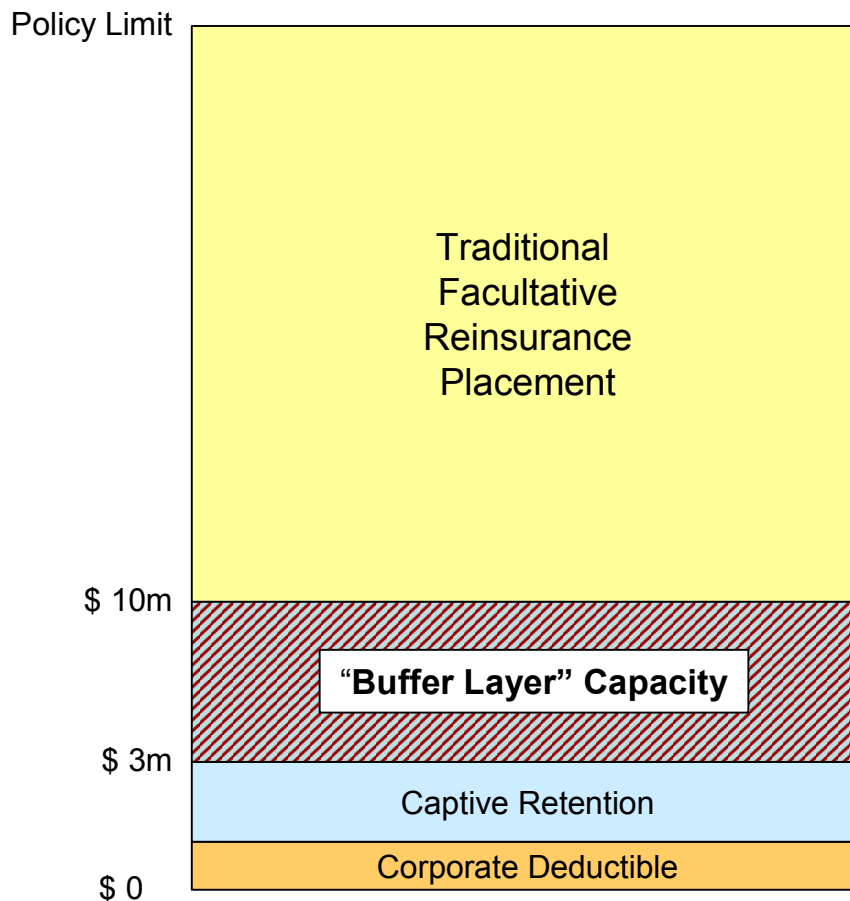 Policy Limit
Traditional
Facultative
Reinsurance
Placement
$ 10m
“Buffer Layer” Capacity
$ 3m
Captive Retention
Corporate Deductible
$ 0